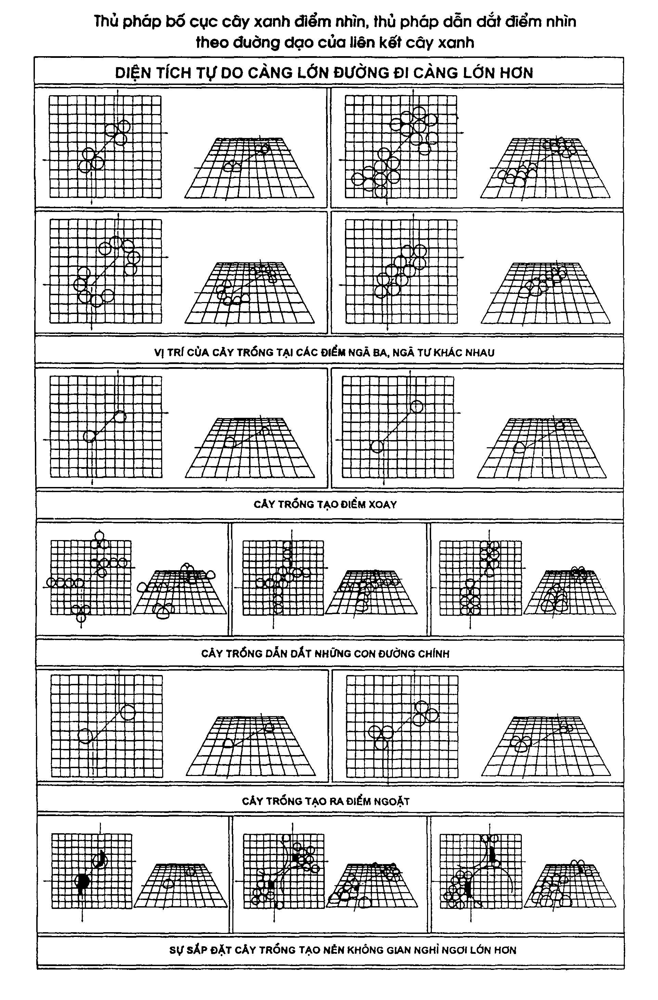 Thủ pháp bố cục cây xanh điểm nhìn, thủ pháp dẫn dắt điểm nhìn
theo đuờng dạo của liên kết cây xanh
DIỆN TÍCH TỰ DO CÀNG LỚN ĐƯỜNG ĐI CÀNG LỚN HƠN
VỊ TRÍ CỦA CÂY TRỒNG TẠI CÁC ĐIỂM NGÃ BA, NGÃ TƯ KHÁC NHAU
CÂY TRỒNG TẠO ĐIỂM XOAY
CÂY TRỒNG DẪN DẮT NHỮNG CON ĐƯỜNG CHÍNH
CÂY TRỒNG TẠO RA ĐIỂM NGOẶT
SỰ SẮP ĐẶT CÂY TRỒNG TẠO NÊN KHÔNG GIAN NGHỈ NGƠI LỚN HƠN